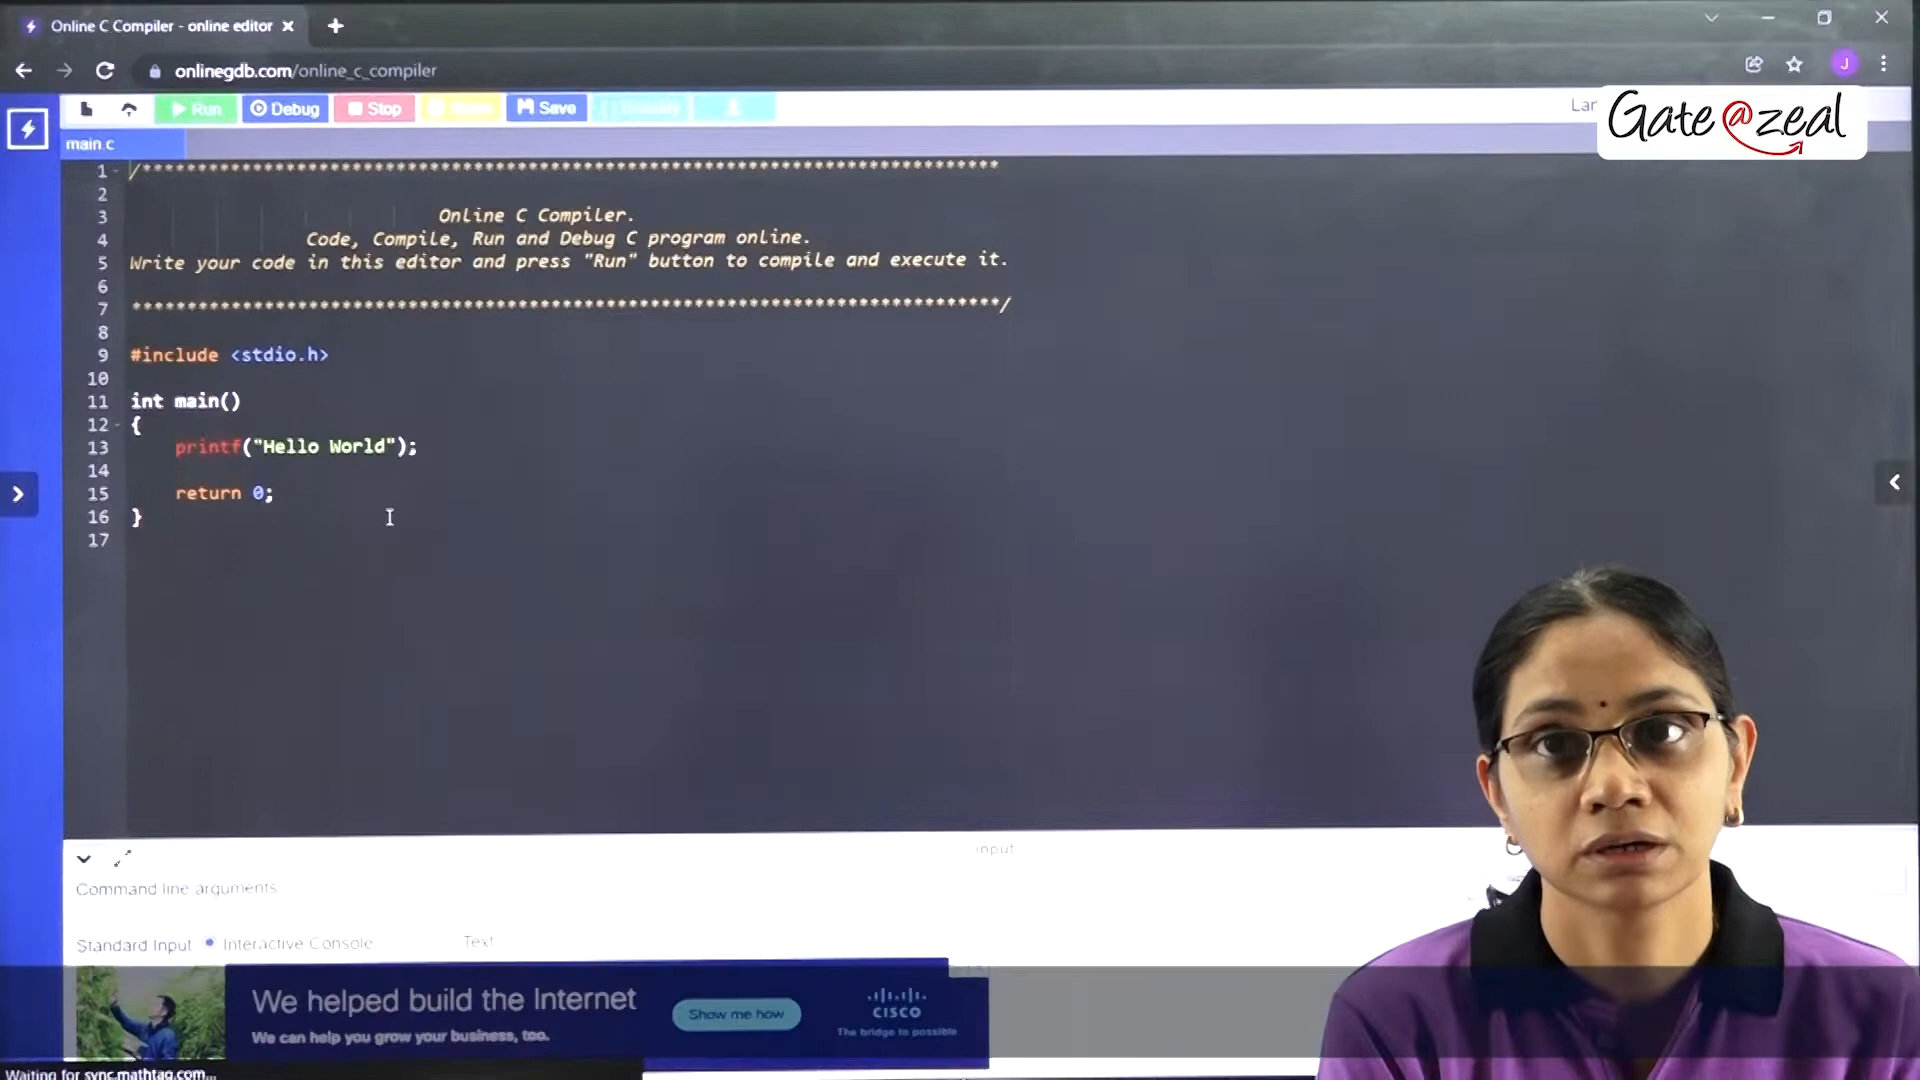 Online C Compiler - online editor
onlinegdb.com/online_c_compiler
J
Run Debug Stop Save
Lan
Gate@zeal
main.c
1 /******************************************************************************
2
3 Online C Compiler.
4 Code, Compile, Run and Debug C program online.
5 Write your code in this editor and press "Run" button to compile and execute it.
6
7 *******************************************************************************/
8
9 #include <stdio.h>
10
11 int main()
12 {
13 printf("Hello World");
14
15 return 0;
16 }
17
input
Command line arguments
Standard Input Interactive Console Text
We helped build the Internet
We can help you grow your business, too.
Show me how
CISCO
The bridge to possible
Waiting for sync.mathtag.com...